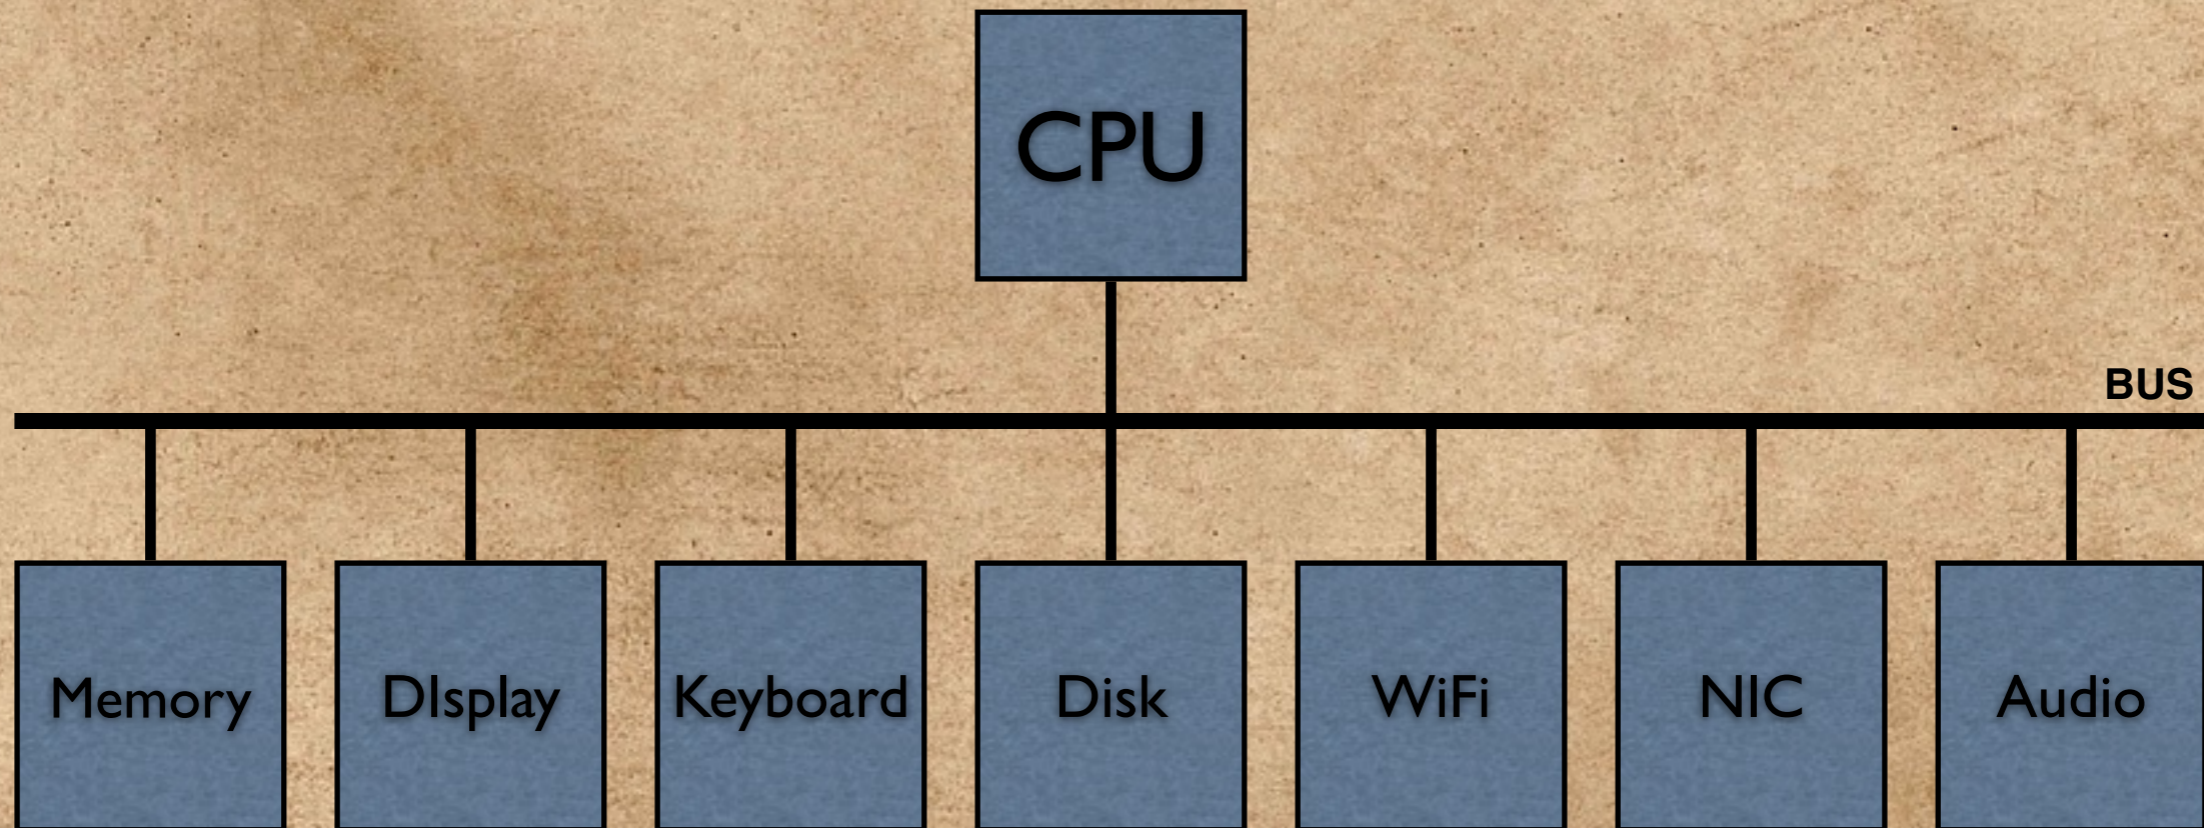 CPU
BUS
Memory
DIsplay
Keyboard
Disk
WiFi
NIC
Audio